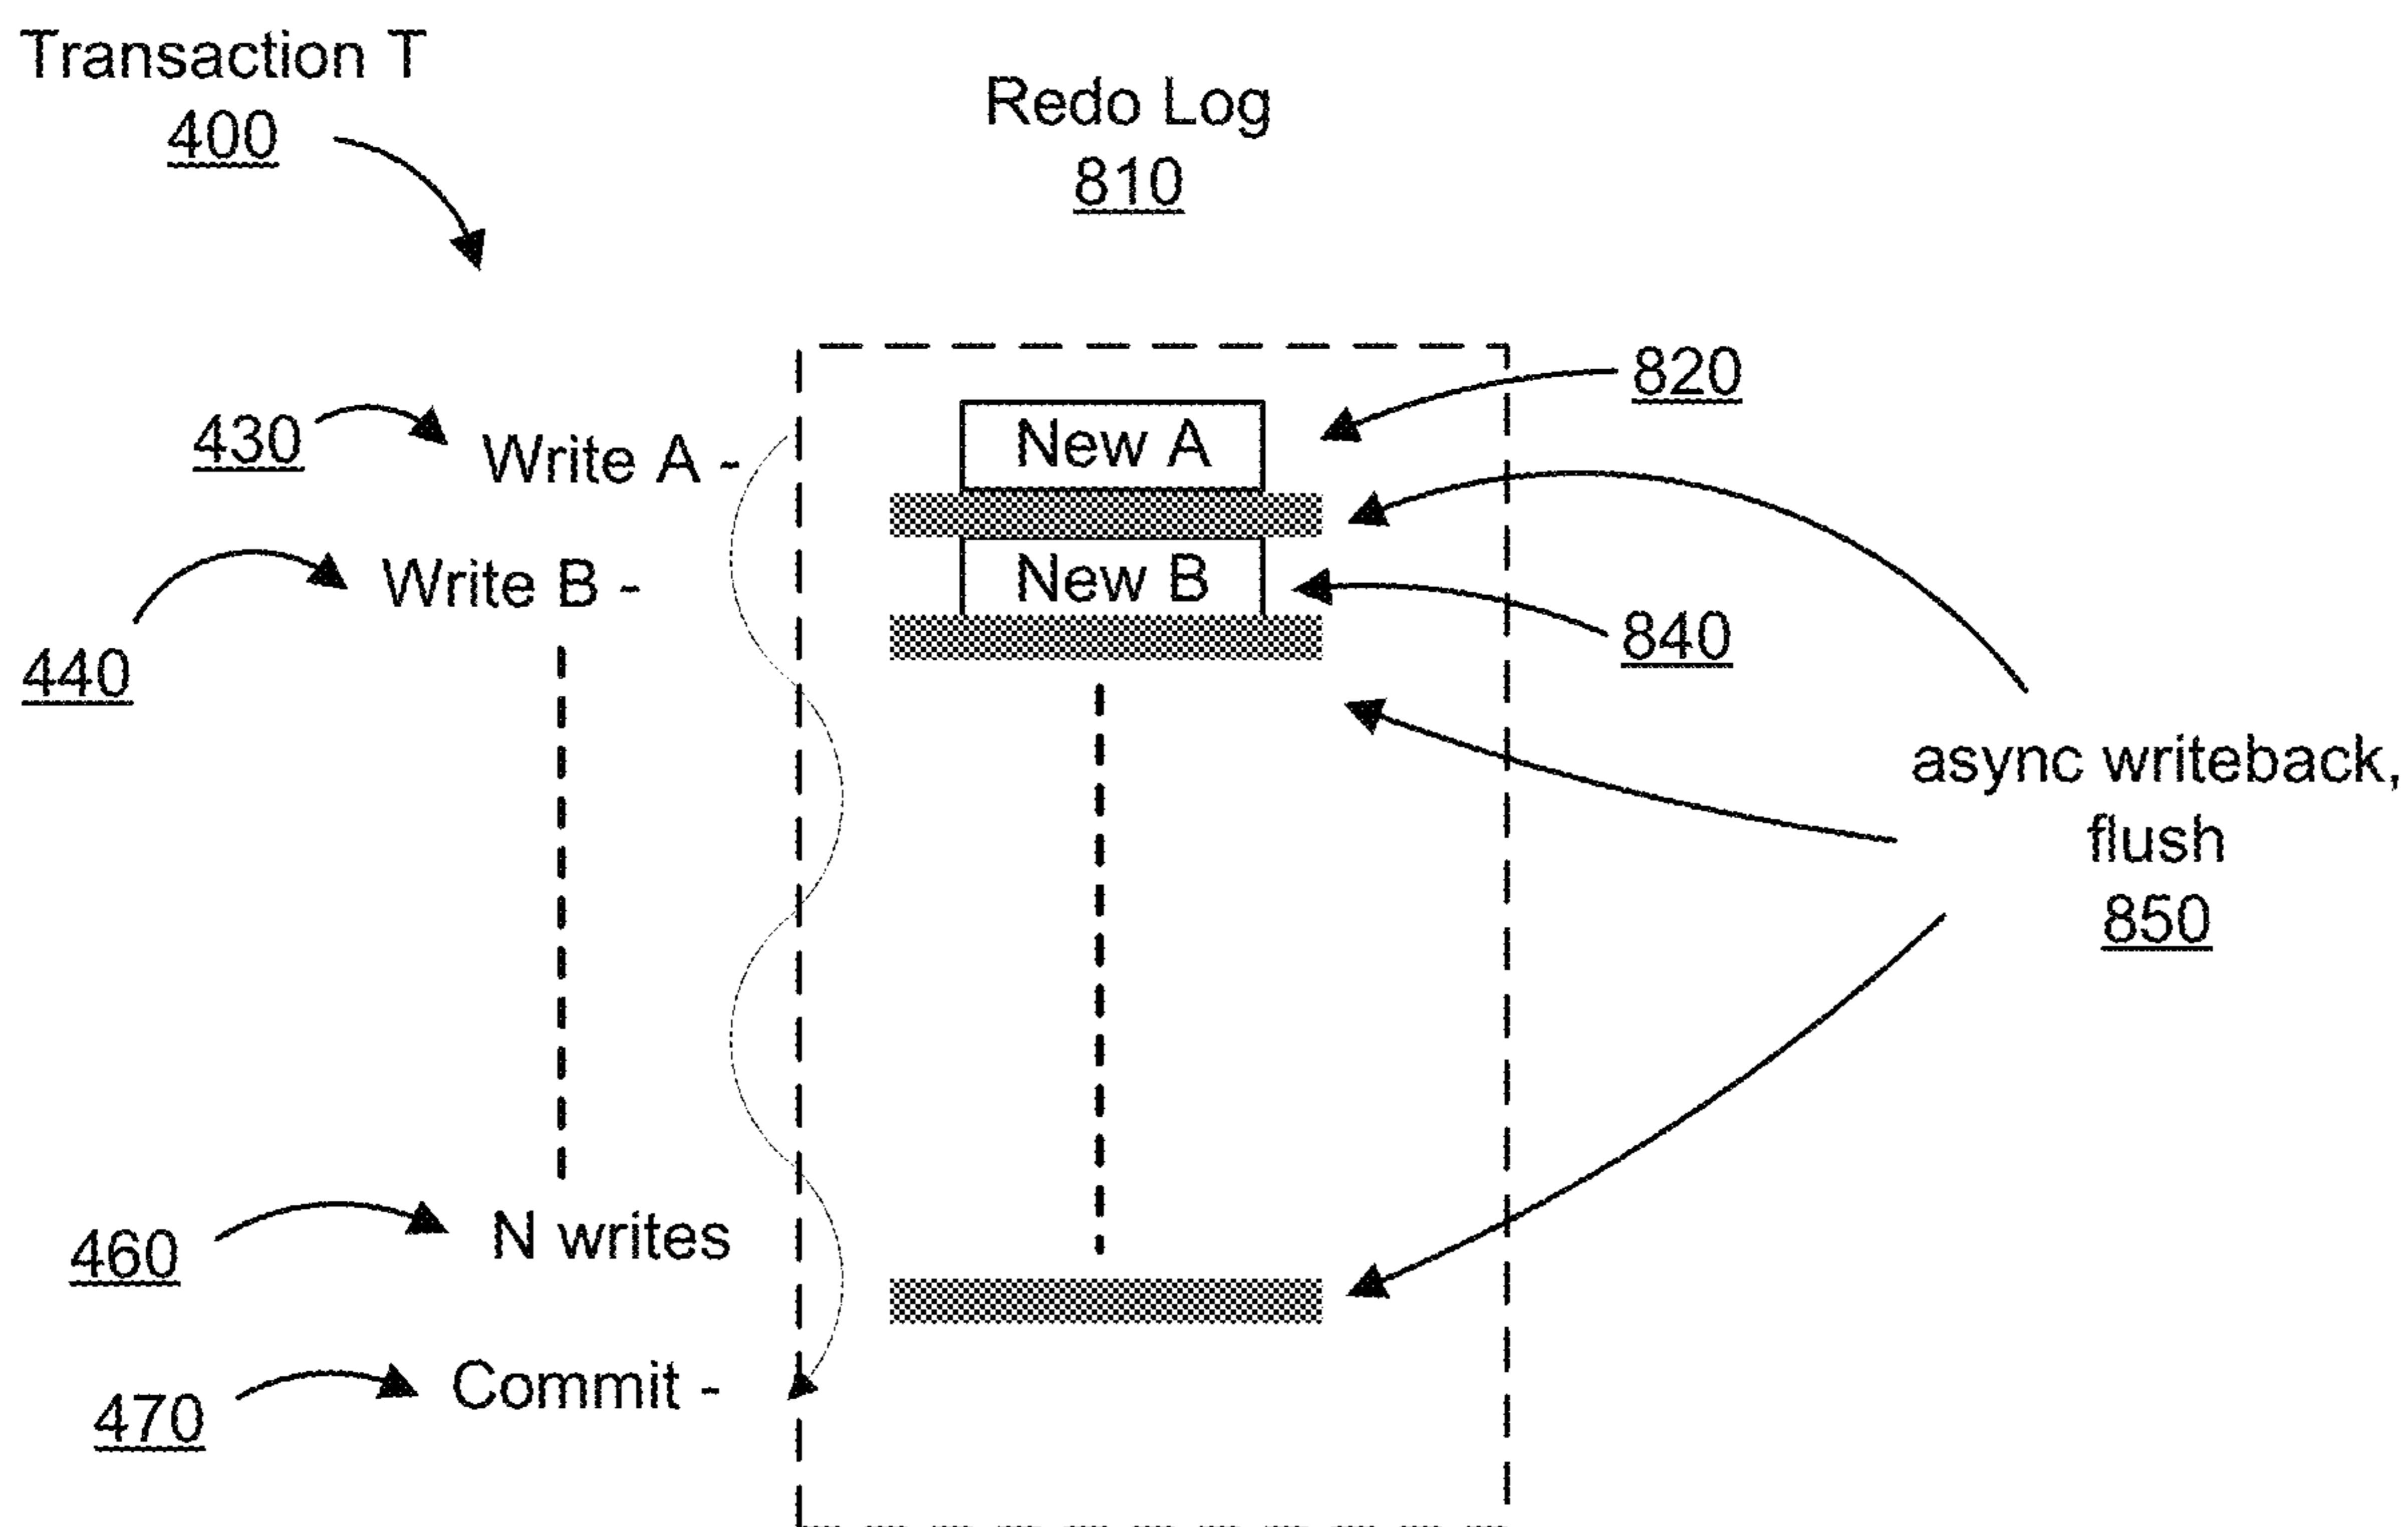 Transaction T
400
Redo Log
810
820
430
Write A -
New A
Write B -
New B
840
440
async writeback,
flush
850
460
N writes
470
Commit -